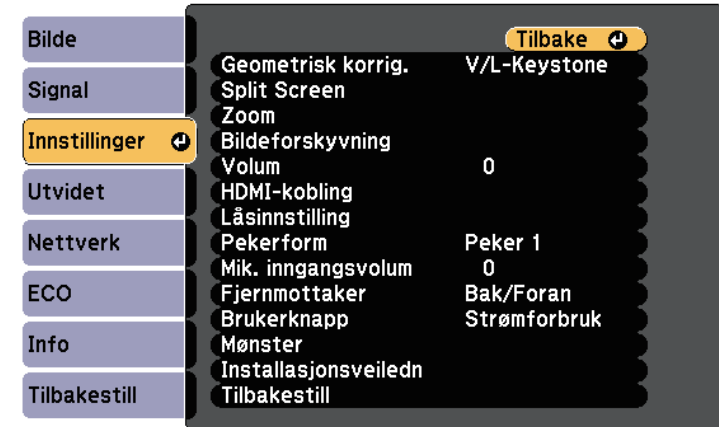 Bilde
Signal
Innstillinger
Utvidet
Nettverk
ECO
Info
Tilbakestill
Tilbake
Geometrisk korrig. V/L-Keystone
Split Screen
Zoom
Bildeforskyvning
Volum 0
HDMI-kobling
Låsinnstilling
Pekerform Peker 1
Mik. inngangsvolum 0
Fjernmottaker Bak/Foran
Brukerknapp Strømforbruk
Mønster
Installasjonsveiledn
Tilbakestill